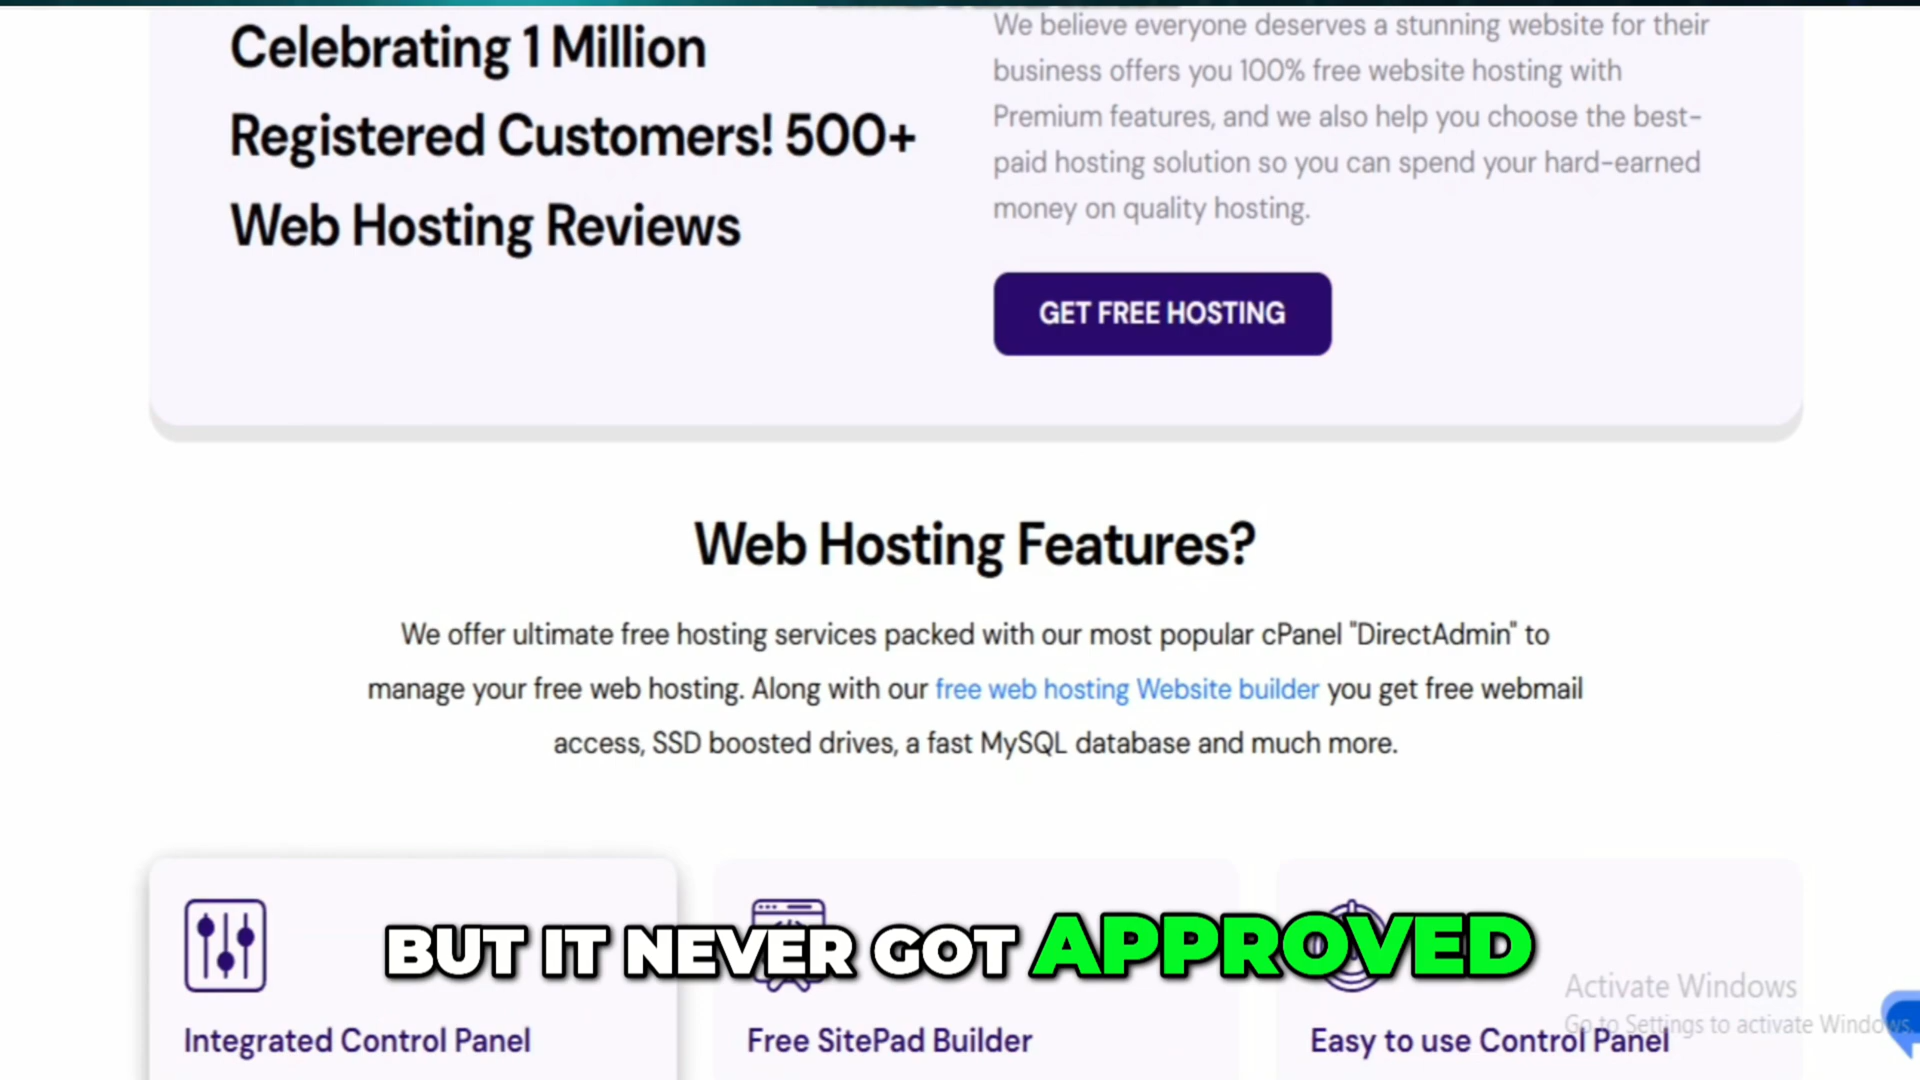 Celebrating 1 Million
Registered Customers! 500+
Web Hosting Reviews
We believe everyone deserves a stunning website for their
business offers you 100% free website hosting with
Premium features, and we also help you choose the best-
paid hosting solution so you can spend your hard-earned
money on quality hosting.
GET FREE HOSTING
Web Hosting Features?
We offer ultimate free hosting services packed with our most popular cPanel "DirectAdmin" to
manage your free web hosting. Along with our free web hosting Website builder you get free webmail
access, SSD boosted drives, a fast MySQL database and much more.
BUT IT NEVER GOT APPROVED
Integrated Control Panel
Free SitePad Builder
Easy to use Control Panel
Activate Windows
Go to Settings to activate Windows.